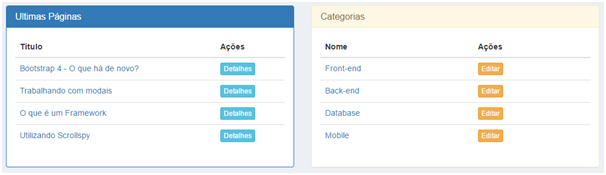 Ultimas Páginas
Título Ações
Bootstrap 4 - O que há de novo? Detalhes
Trabalhando com modais Detalhes
O que é um Framework Detalhes
Utilizando Scrollspy Detalhes
Categorias
Nome Ações
Front-end Editar
Back-end Editar
Database Editar
Mobile Editar